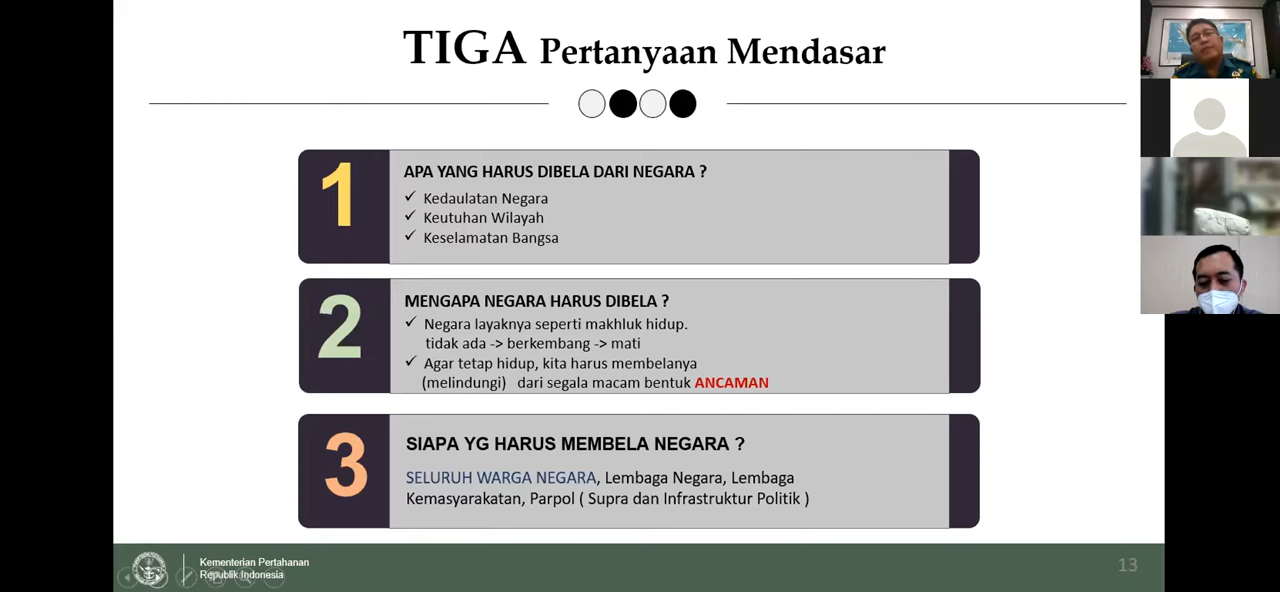 TIGA Pertanyaan Mendasar
1
APA YANG HARUS DIBELA DARI NEGARA ?
✓ Kedaulatan Negara
✓ Keutuhan Wilayah
✓ Keselamatan Bangsa
2
MENGAPA NEGARA HARUS DIBELA ?
✓ Negara layaknya seperti makhluk hidup.
tidak ada -> berkembang -> mati
✓ Agar tetap hidup, kita harus membelanya
(melindungi) dari segala macam bentuk ANCAMAN
3
SIAPA YG HARUS MEMBELA NEGARA ?
SELURUH WARGA NEGARA, Lembaga Negara, Lembaga
Kemasyarakatan, Parpol ( Supra dan Infrastruktur Politik )
Kementerian Pertahanan
Republik Indonesia
13